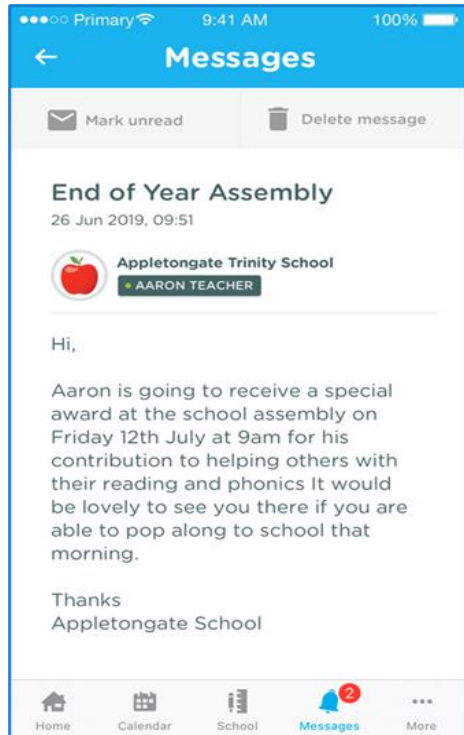 Primary 9:41 AM 100%
Messages
Mark unread Delete message
End of Year Assembly
26 Jun 2019, 09:51
Appletongate Trinity School
AARON TEACHER
Hi,
Aaron is going to receive a special
award at the school assembly on
Friday 12th July at 9am for his
contribution to helping others with
their reading and phonics It would
be lovely to see you there if you are
able to pop along to school that
morning.
Thanks
Appletongate School
2
Home Calendar School Messages More